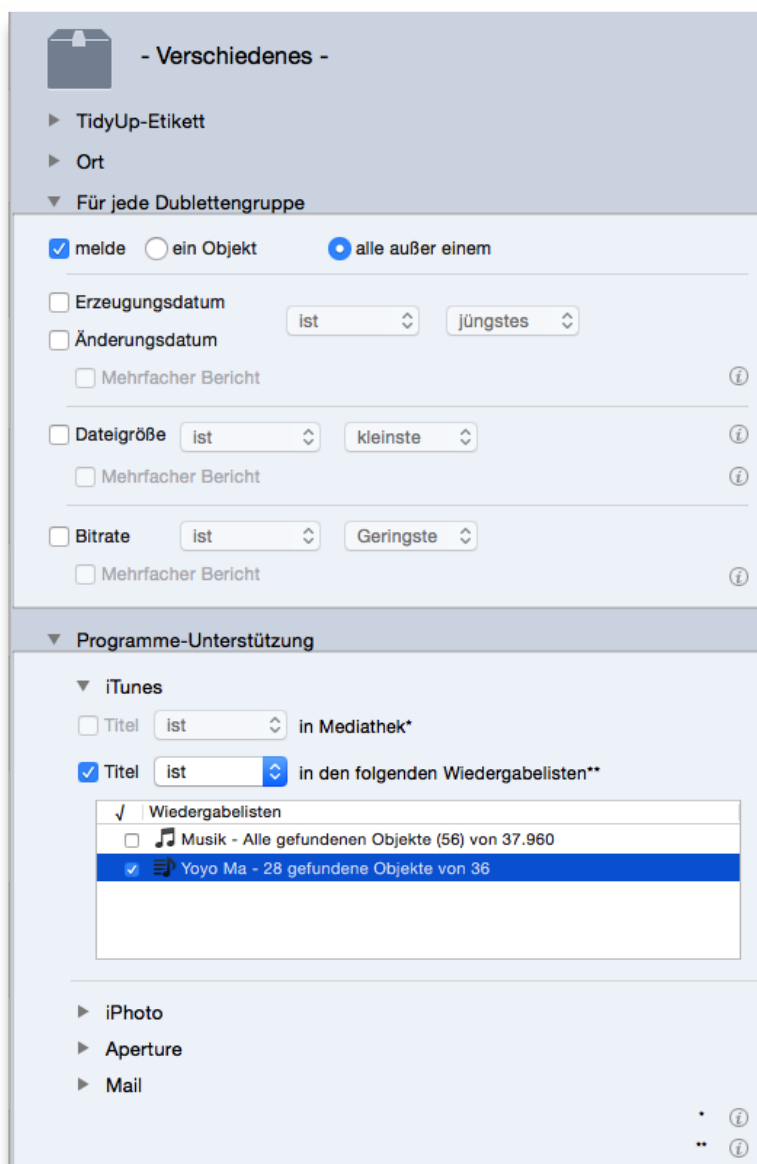 - Verschiedenes -
TidyUp-Etikett
Ort
Für jede Dublettengruppe
melde ein Objekt alle außer einem
Erzeugungsdatum
ist jüngstes
Änderungsdatum
Mehrfacher Bericht
Dateigröße ist kleinste
Mehrfacher Bericht
Bitrate ist Geringste
Mehrfacher Bericht
Programme-Unterstützung
iTunes
Titel ist in Mediathek*
Titel ist in den folgenden Wiedergabelisten**
√ Wiedergabelisten
Musik - Alle gefundenen Objekte (56) von 37.960
Yoyo Ma - 28 gefundene Objekte von 36
iPhoto
Aperture
Mail
*
**